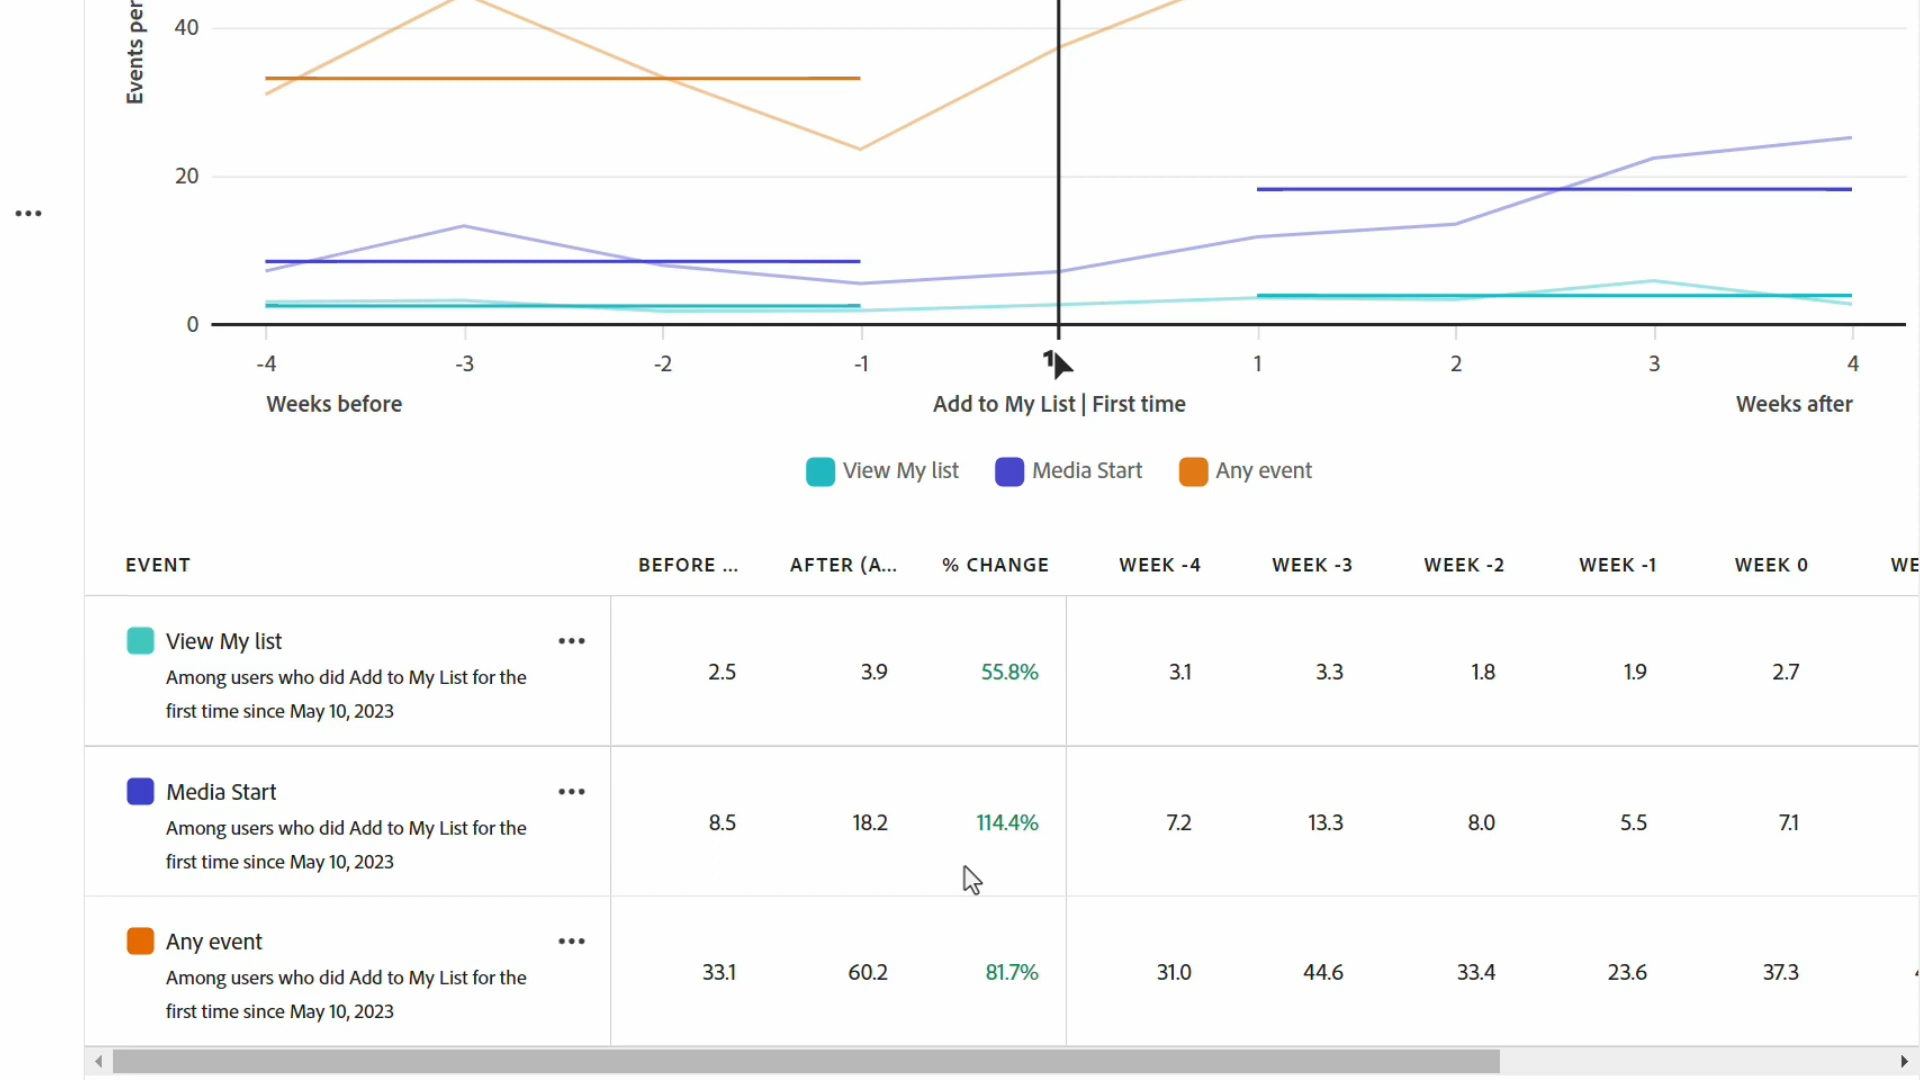 Events per
40
20
0
-4 -3 -2 -1 1 2 3 4
Weeks before Add to My List | First time Weeks after
View My list Media Start Any event
EVENT BEFORE ... AFTER (A... % CHANGE WEEK -4 WEEK -3 WEEK -2 WEEK -1 WEEK 0
View My list
Among users who did Add to My List for the
first time since May 10, 2023
2.5 3.9 55.8% 3.1 3.3 1.8 1.9 2.7
Media Start
Among users who did Add to My List for the
first time since May 10, 2023
8.5 18.2 114.4% 7.2 13.3 8.0 5.5 7.1
Any event
Among users who did Add to My List for the
first time since May 10, 2023
33.1 60.2 81.7% 31.0 44.6 33.4 23.6 37.3